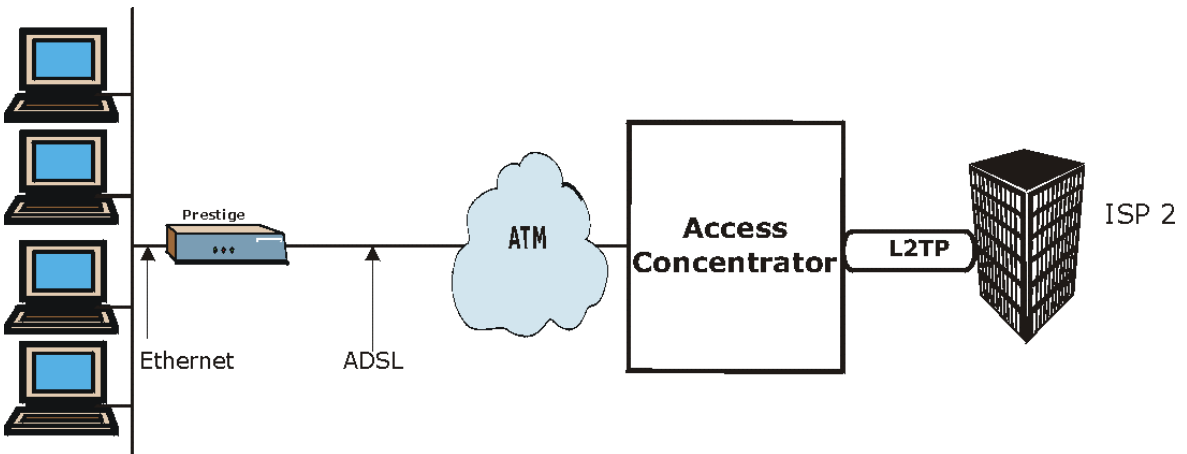 Prestige
Ethernet
ADSL
ATM
Access
Concentrator
L2TP
ISP 2